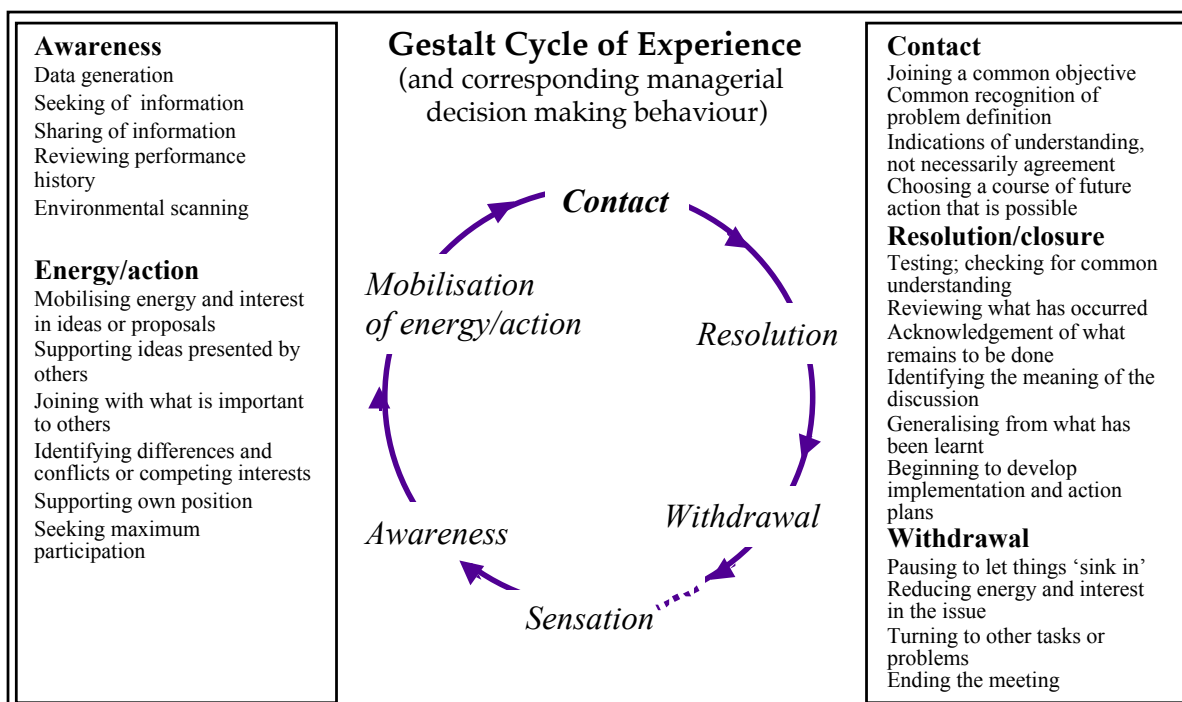 Awareness
Data generation
Seeking of information
Sharing of information
Reviewing performance
history
Environmental scanning
Energy/action
Mobilising energy and interest
in ideas or proposals
Supporting ideas presented by
others
Joining with what is important
to others
Identifying differences and
conflicts or competing interests
Supporting own position
Seeking maximum
participation
Gestalt Cycle of Experience
(and corresponding managerial
decision making behaviour)
Contact
Mobilisation
of energy/action
Resolution
Withdrawal
Awareness
Sensation
Contact
Joining a common objective
Common recognition of
problem definition
Indications of understanding,
not necessarily agreement
Choosing a course of future
action that is possible
Resolution/closure
Testing; checking for common
understanding
Reviewing what has occurred
Acknowledgement of what
remains to be done
Identifying the meaning of the
discussion
Generalising from what has
been learnt
Beginning to develop
implementation and action
plans
Withdrawal
Pausing to let things ‘sink in’
Reducing energy and interest
in the issue
Turning to other tasks or
problems
Ending the meeting